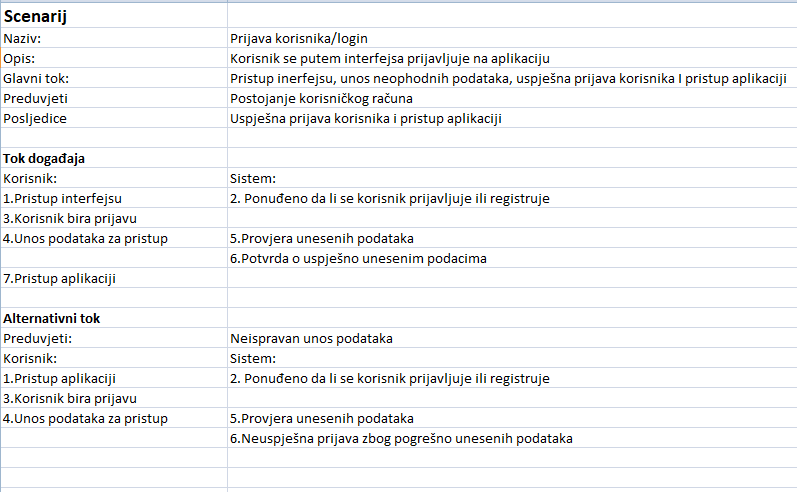 Scenarij
Naziv: Prijava korisnika/login
Opis: Korisnik se putem interfejsa prijavljuje na aplikaciju
Glavni tok: Pristup inerfejsu, unos neophodnih podataka, uspješna prijava korisnika I pristup aplikaciji
Preduvjeti Postojanje korisničkog računa
Posljedice Uspješna prijava korisnika i pristup aplikaciji
Tok događaja
Korisnik: Sistem:
1.Pristup interfejsu 2. Ponuđeno da li se korisnik prijavljuje ili registruje
3.Korisnik bira prijavu
4.Unos podataka za pristup 5.Provjera unesenih podataka
6.Potvrda o uspješno unesenim podacima
7.Pristup aplikaciji
Alternativni tok
Preduvjeti: Neispravan unos podataka
Korisnik: Sistem:
1.Pristup aplikaciji 2. Ponuđeno da li se korisnik prijavljuje ili registruje
3.Korisnik bira prijavu
4.Unos podataka za pristup 5.Provjera unesenih podataka
6.Neuspješna prijava zbog pogrešno unesenih podataka